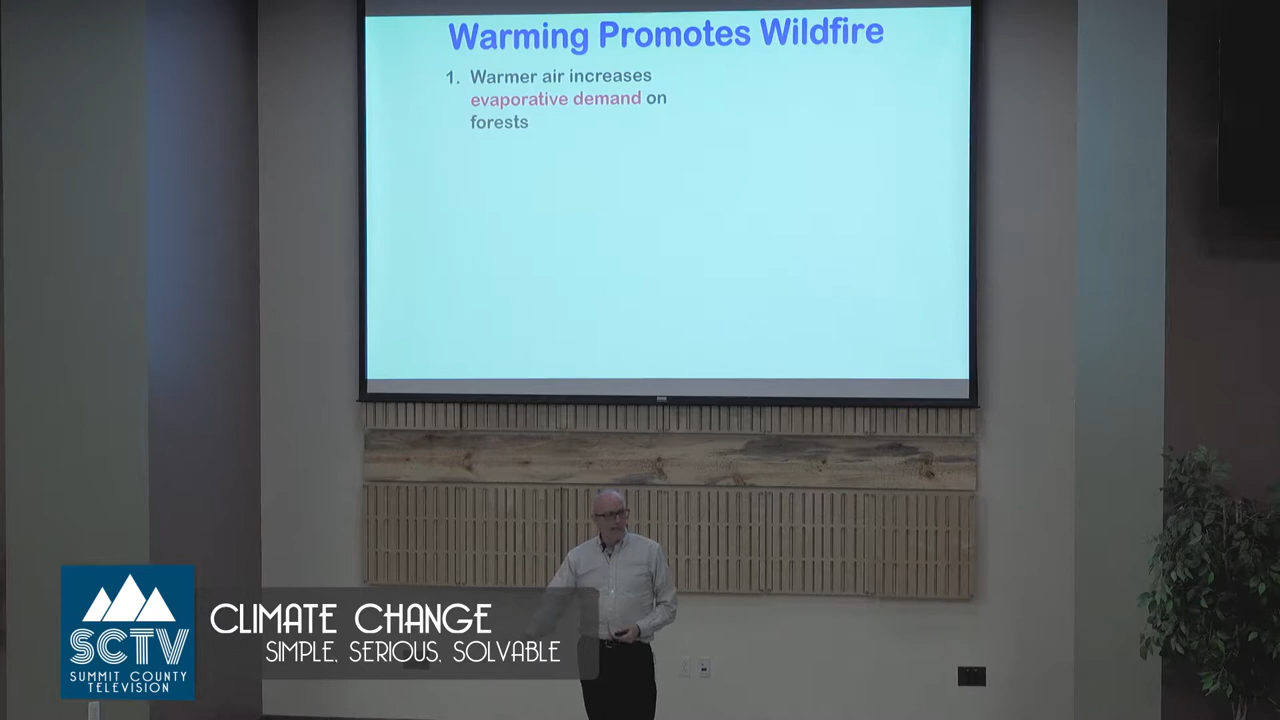 Warming Promotes Wildfire
1. Warmer air increases
evaporative demand on
forests
SCTV
SUMMIT COUNTY
TELEVISION
CLIMATE CHANGE
SIMPLE, SERIOUS, SOLVABLE